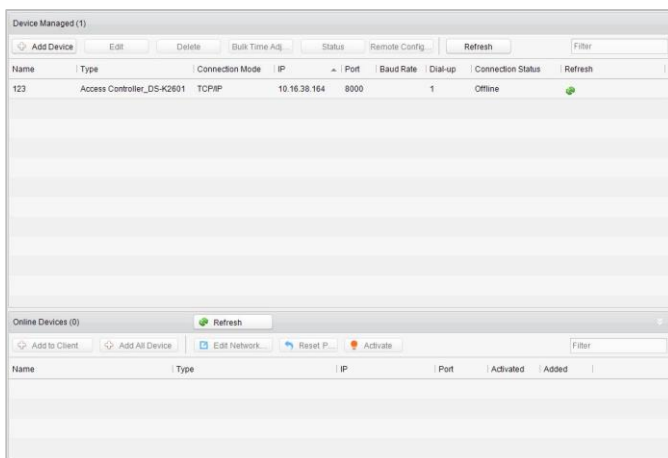 Device Managed (1)
Add Device Edit Delete Bulk Time Adj... Status Remote Config... Refresh Filter
Name Type Connection Mode IP Port Baud Rate Dial-up Connection Status Refresh
123 Access Controller_DS-K2601 TCP/IP 10.16.38.164 8000 1 Offline
Online Devices (0) Refresh
Add to Client Add All Device Edit Network... Reset P... Activate Filter
Name Type IP Port Activated Added